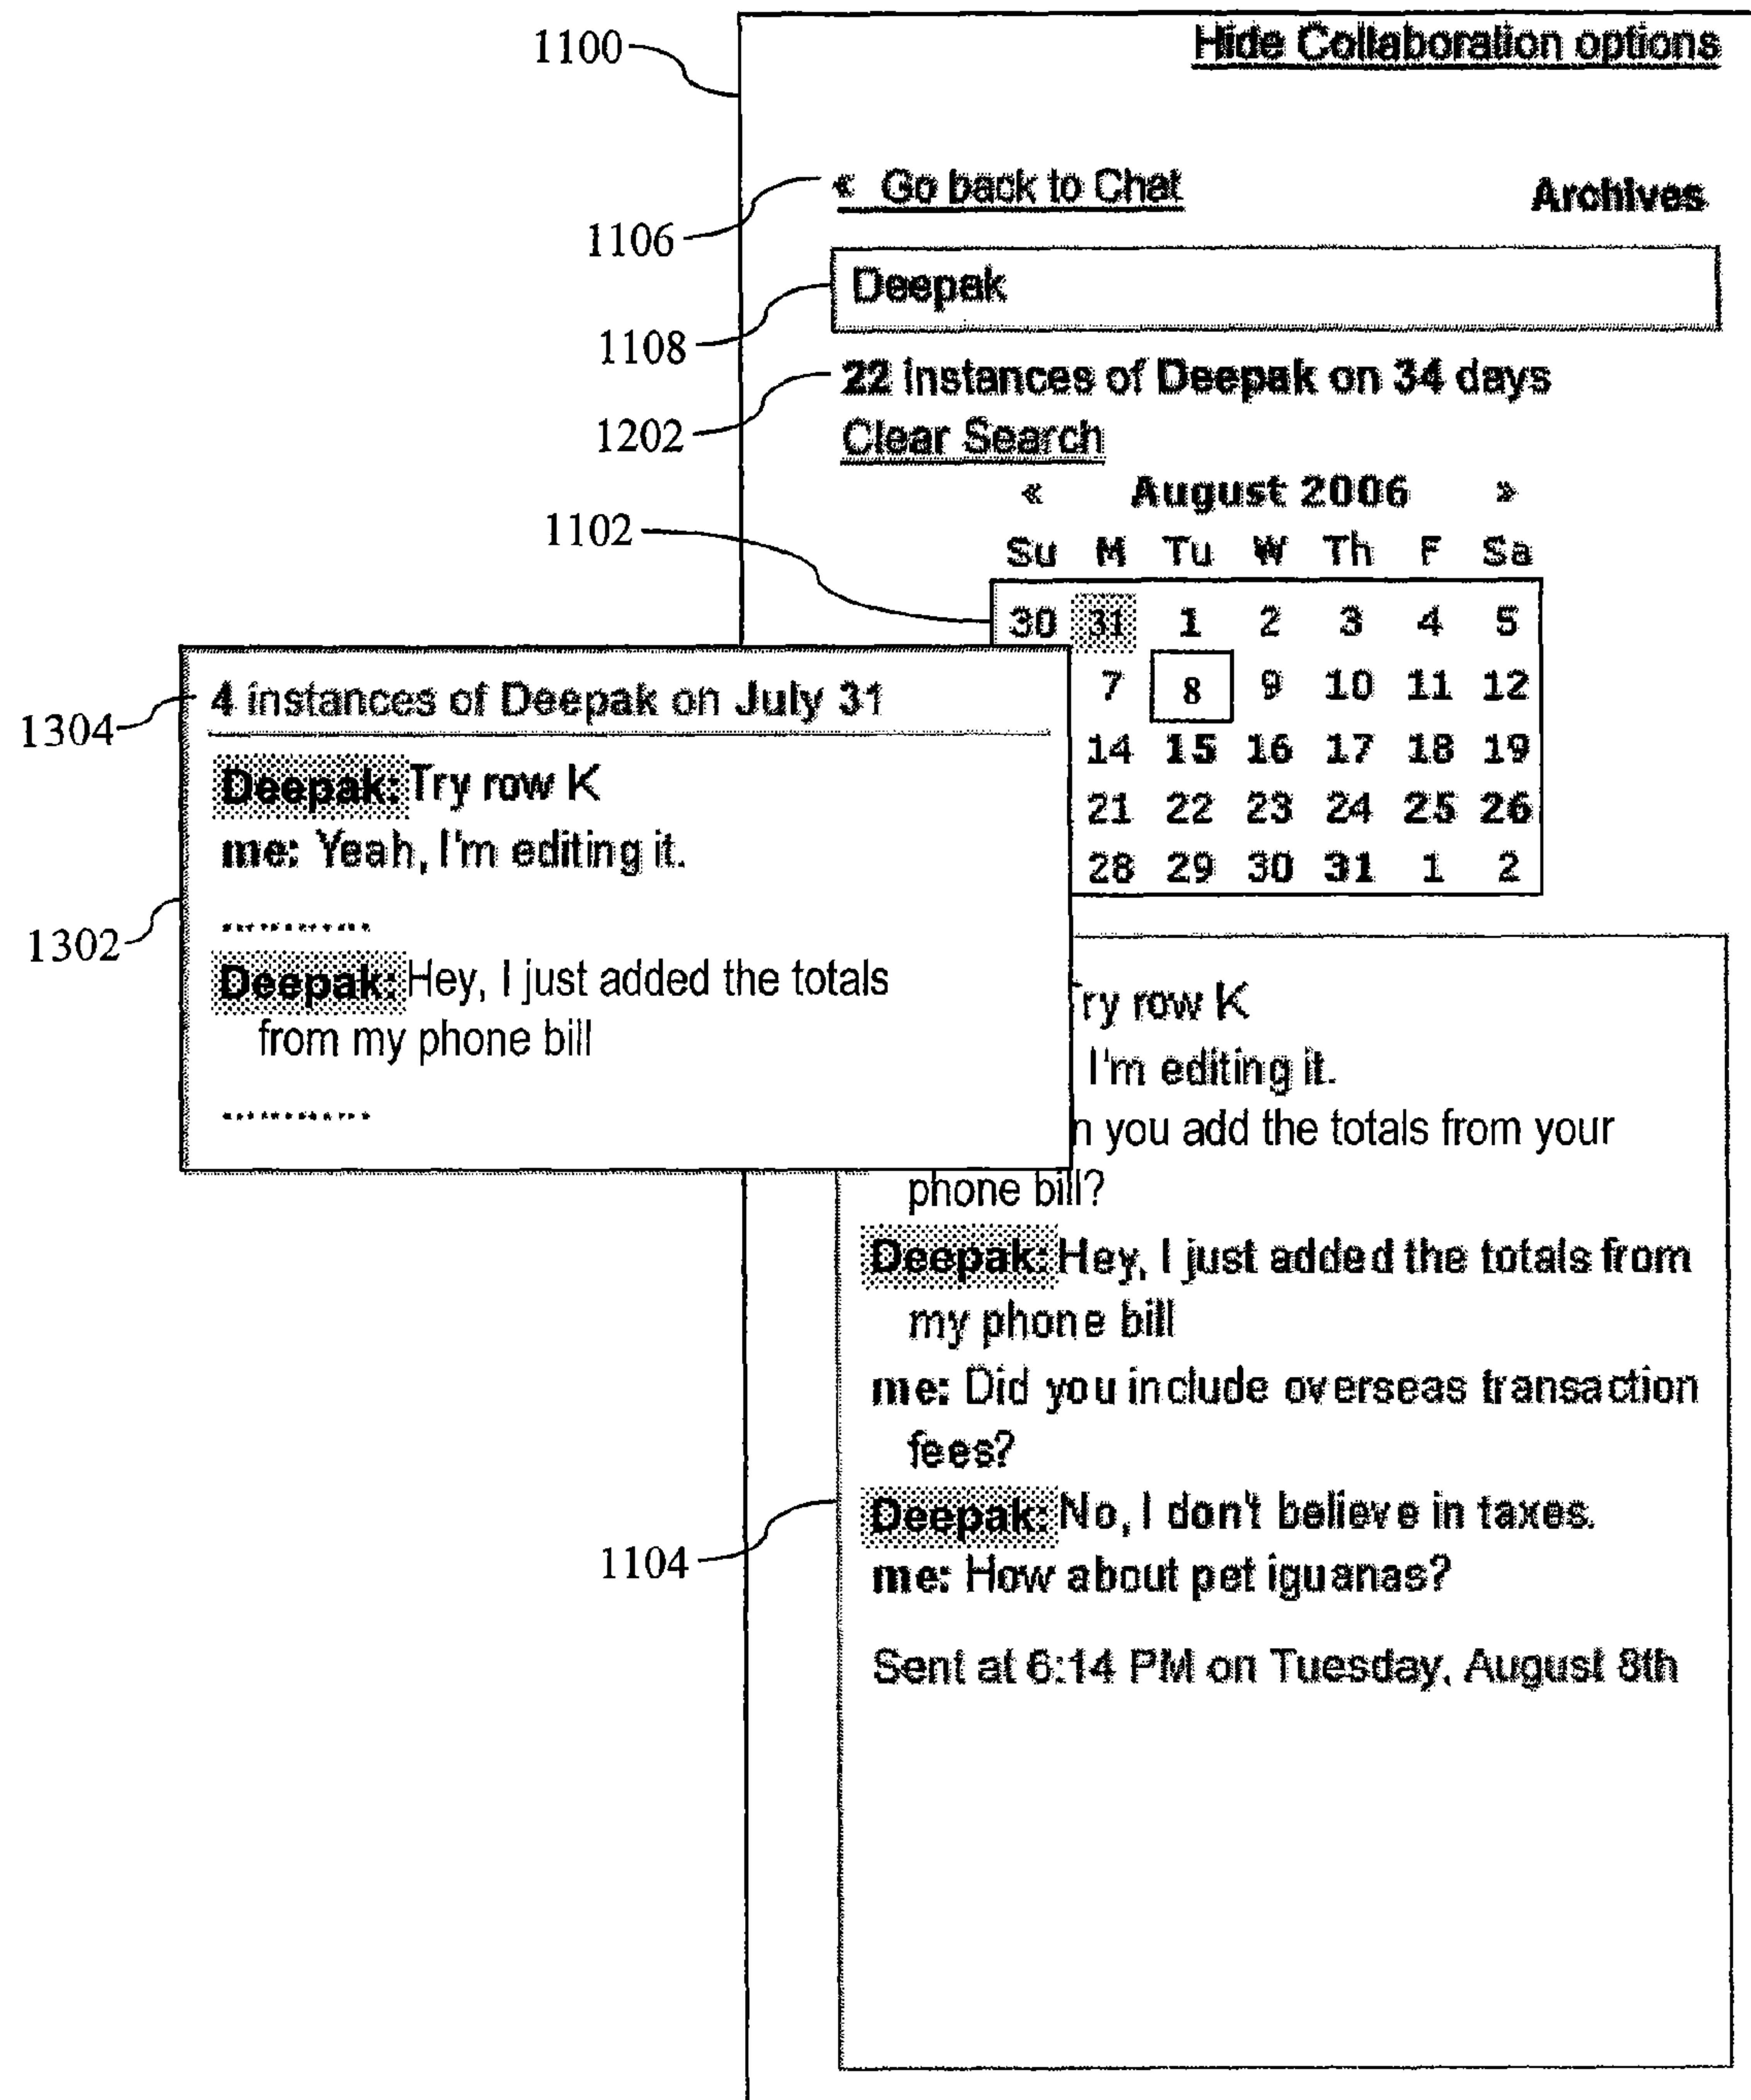 1100
Hide Collaboration options
« Go back to Chat
Archives
1106
Deepak
1108
22 instances of Deepak on 34 days
1202
Clear Search
« August 2006 »
1102
Su M Tu W Th F Sa
30 31 1 2 3 4 5
7 8 9 10 11 12
14 15 16 17 18 19
21 22 23 24 25 26
28 29 30 31 1 2
1304
4 instances of Deepak on July 31
Deepak: Try row K
me: Yeah, I'm editing it.
1302
...........
Deepak: Hey, I just added the totals
from my phone bill
...........
ry row K
I'm editing it.
n you add the totals from your
phone bill?
Deepak: Hey, I just added the totals from
my phone bill
me: Did you include overseas transaction
fees?
Deepak: No, I don't believe in taxes.
1104
me: How about pet iguanas?
Sent at 6:14 PM on Tuesday, August 8th